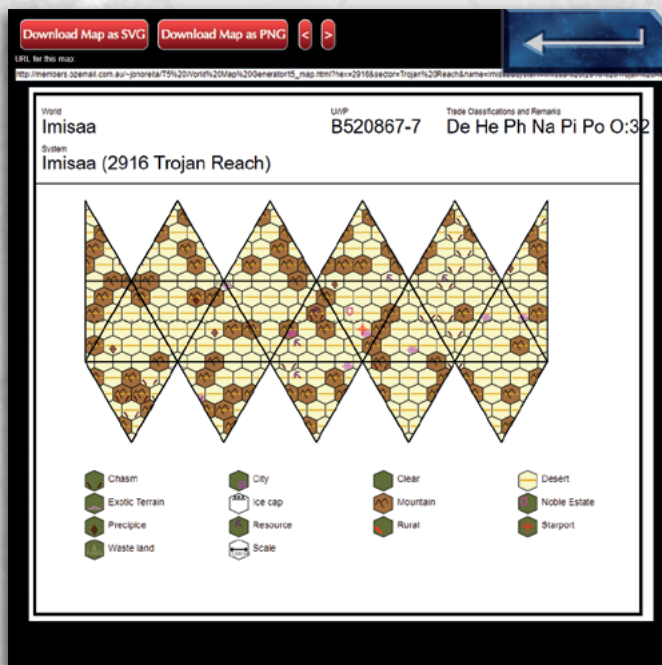 Download Map as SVG Download Map as PNG < >
URL for this map:
World UWP Trade Classifications and Remarks
Imisaa B520867-7 De He Ph Na Pi Po O:32
System
Imisaa (2916 Trojan Reach)
Chasm City Clear Desert
Exotic Terrain Ice cap Mountain Noble Estate
Precipice Resource Rural Starport
Waste land Scale